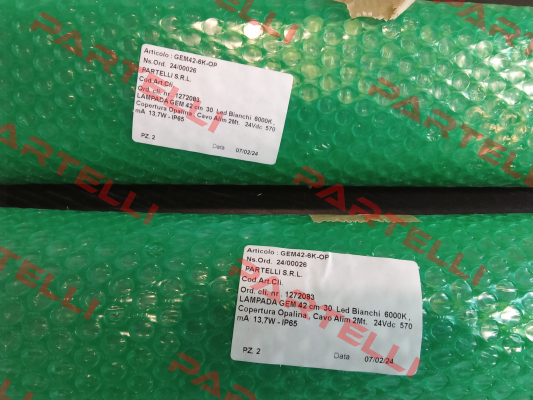 Articolo : GEM42-6K-OP
Ns.Ord. 24/00026
PARTELLI S.R.L.
Cod.Art.Cli.
Ord. cli. nr . 1272083
LAMPADA GEM 42 cm 30 Led Bianchi 6000K ,
Copertura Opalina , Cavo Alim 2Mt. 24Vdc 570
mA 13,7W - IP65
PZ. 2 Data 07/02/24
Articolo : GEM42-6K-OP
Ns.Ord. 24/00026
PARTELLI S.R.L.
Cod.Art.Cli.
Ord. cli. nr . 1272083
LAMPADA GEM 42 cm 30 Led Bianchi 6000K ,
Copertura Opalina , Cavo Alim 2Mt. 24Vdc 570
mA 13,7W - IP65
PZ. 2 Data 07/02/24
PARTELLI
PARTELLI
PARTELLI
PARTELLI